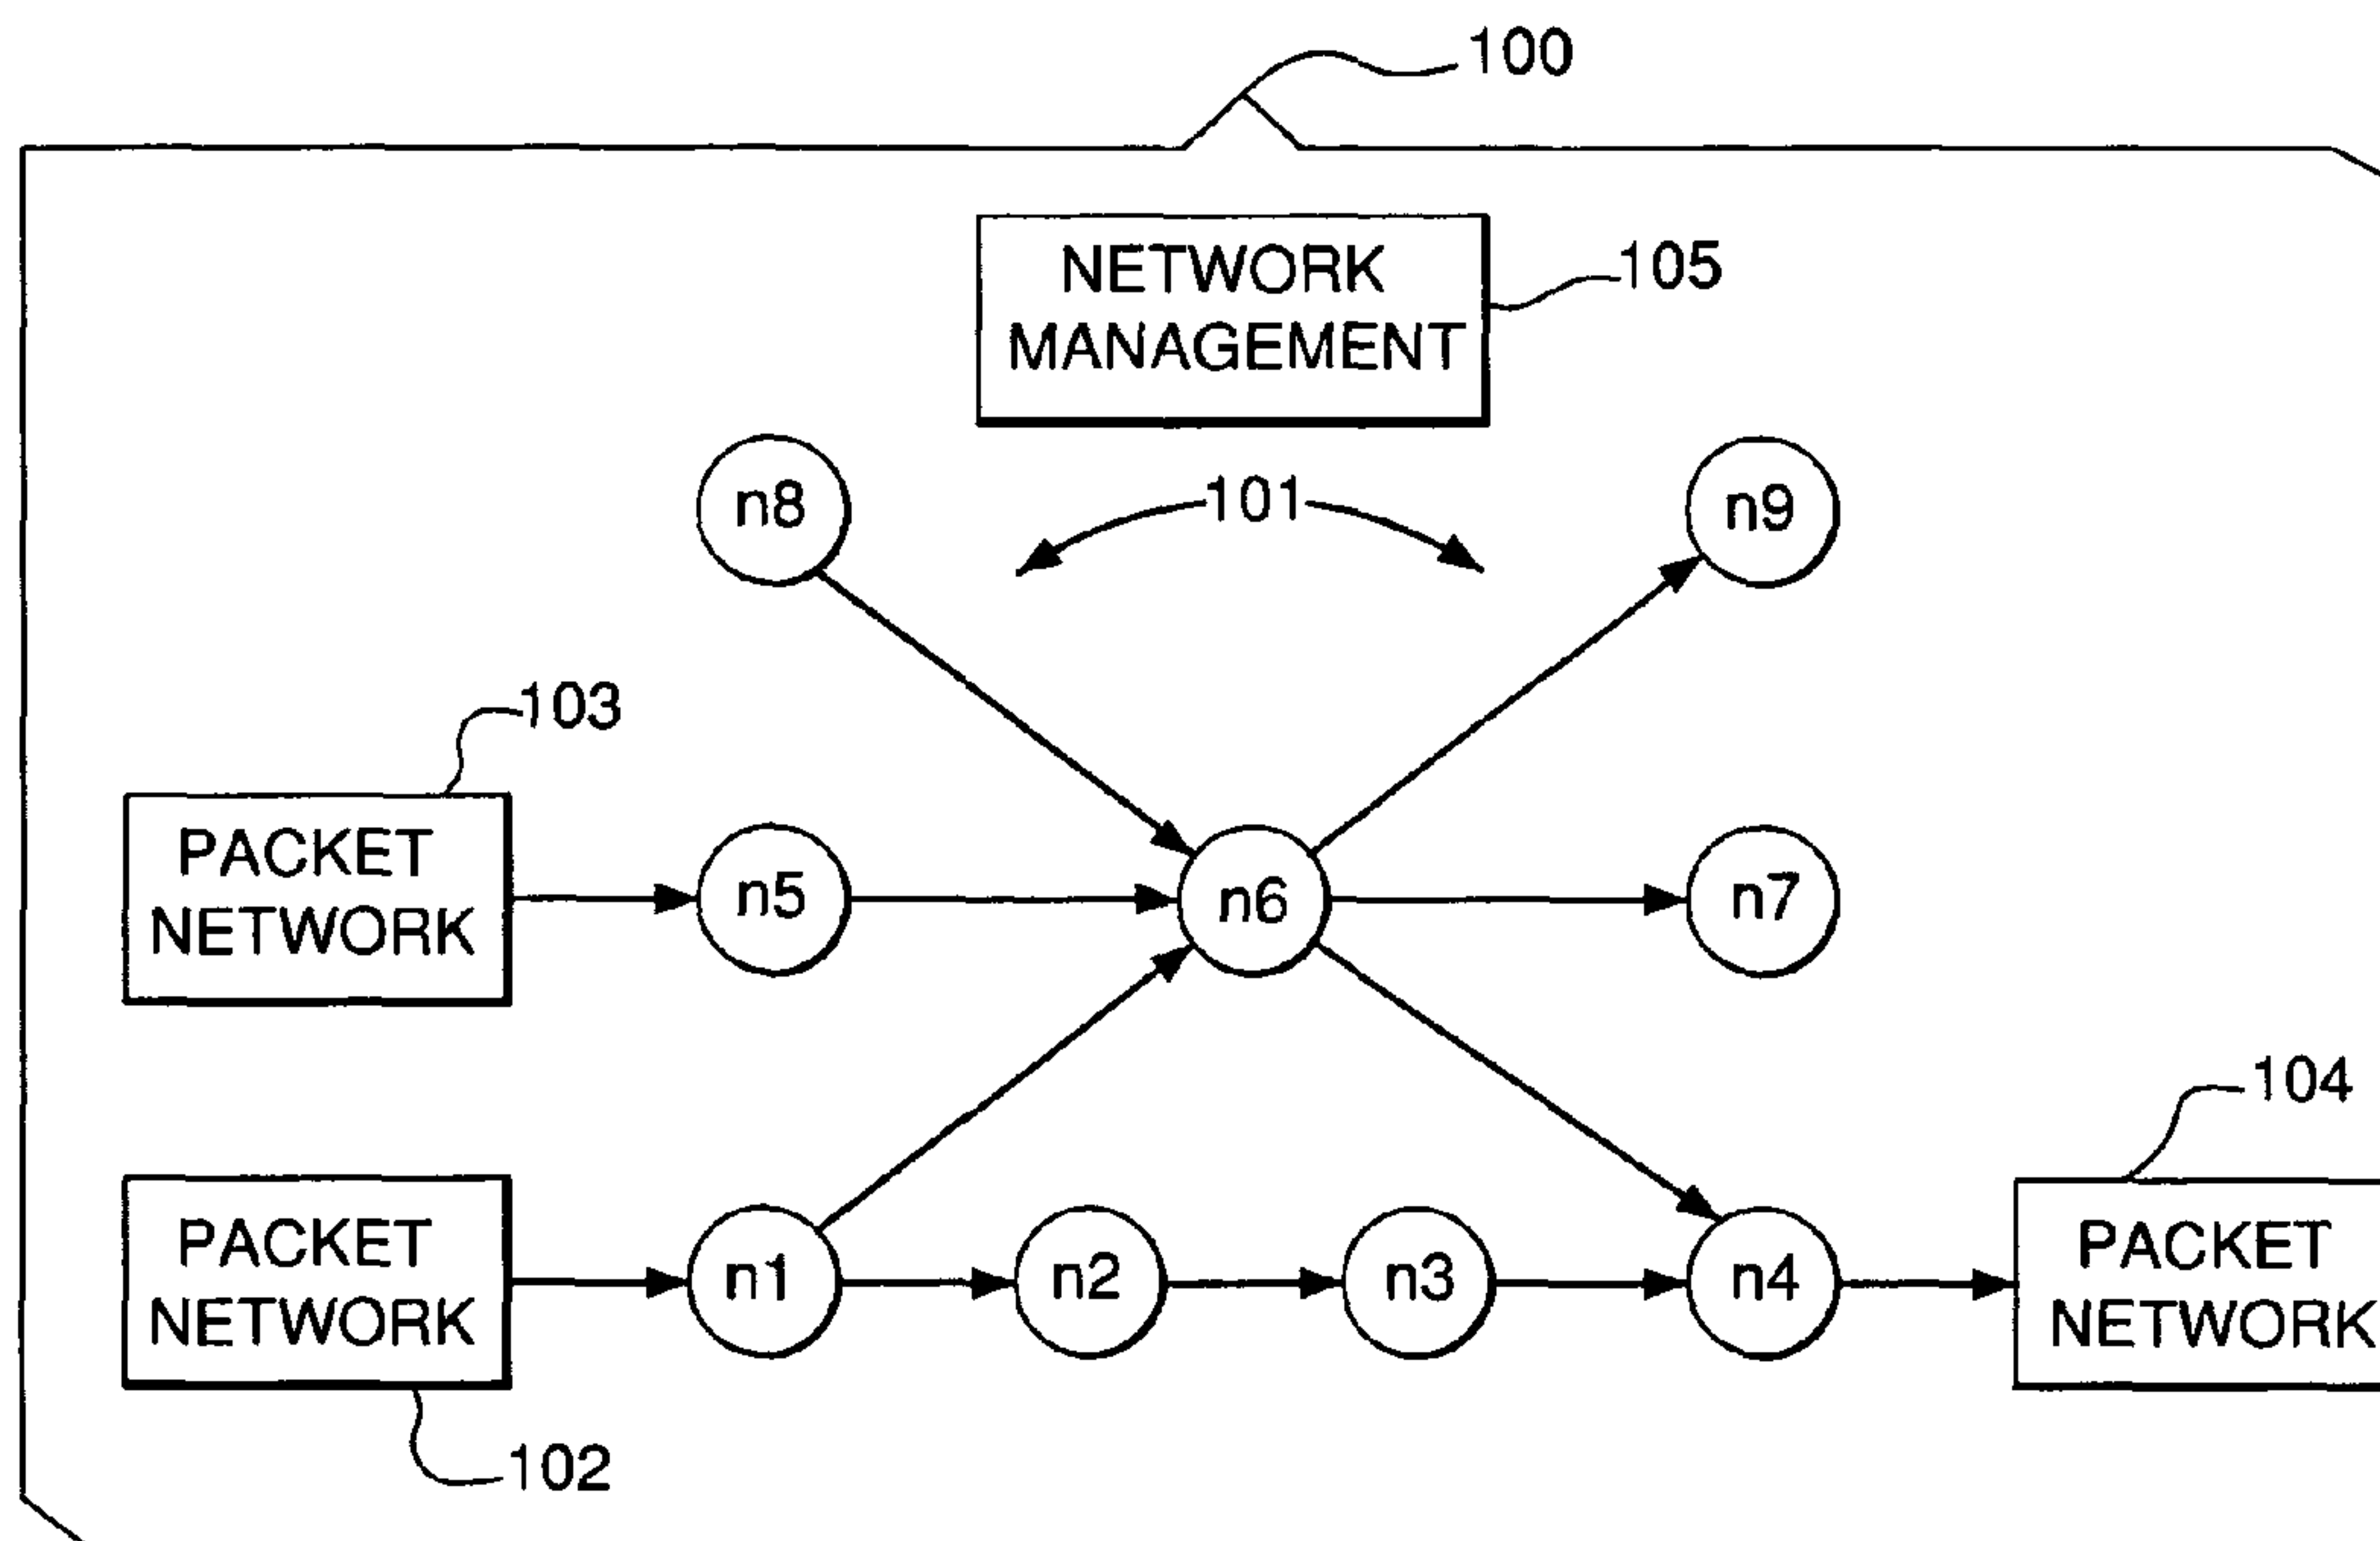 100
NETWORK
MANAGEMENT
105
n8
101
n9
103
PACKET
NETWORK
n5
n6
n7
104
PACKET
NETWORK
n1
n2
n3
n4
PACKET
NETWORK
102